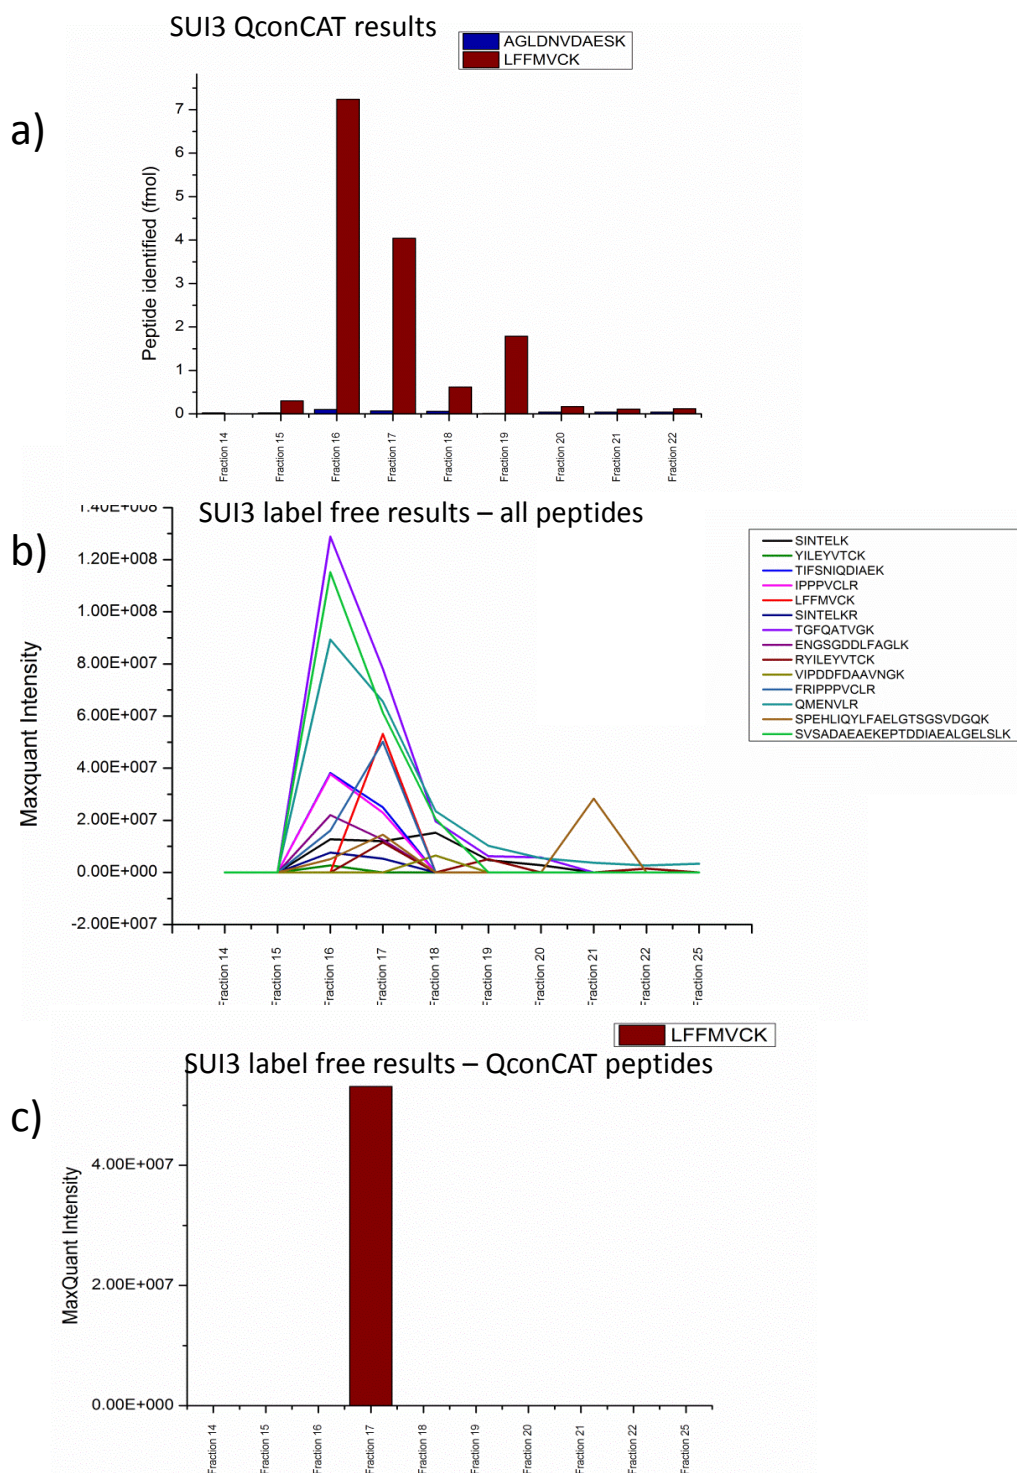 SUI3 QconCAT results
AGLDNVDAESK
LFFMVCK
a)
Peptide identified (fmol)
7
6
5
4
3
2
1
0
Fraction 14
Fraction 15
Fraction 16
Fraction 17
Fraction 18
Fraction 19
Fraction 20
Fraction 21
Fraction 22
b)
SUI3 label free results – all peptides
Maxquant Intensity
1.40E+008
1.20E+008
1.00E+008
8.00E+007
6.00E+007
4.00E+007
2.00E+007
0.00E+000
-2.00E+007
SINTELK
YILEYVTCK
TIFSNIQDIAEK
IPPPVCLR
LFFMVCK
SINTELKR
TGFQATVGK
ENGSGDDLFAGLK
RYILEYVTCK
VIPDDFDAAVNGK
FRIPPPVCLR
QMENVLR
SPEHLIQYLFAELGTSGSVDGQK
SVSADAEAEKEPTDDIAEALGELSLK
Fraction 14
Fraction 15
Fraction 16
Fraction 17
Fraction 18
Fraction 19
Fraction 20
Fraction 21
Fraction 22
Fraction 25
LFFMVCK
SUI3 label free results – QconCAT peptides
c)
MaxQuant Intensity
4.00E+007
2.00E+007
0.00E+000
Fraction 14
Fraction 15
Fraction 16
Fraction 17
Fraction 18
Fraction 19
Fraction 20
Fraction 21
Fraction 22
Fraction 25